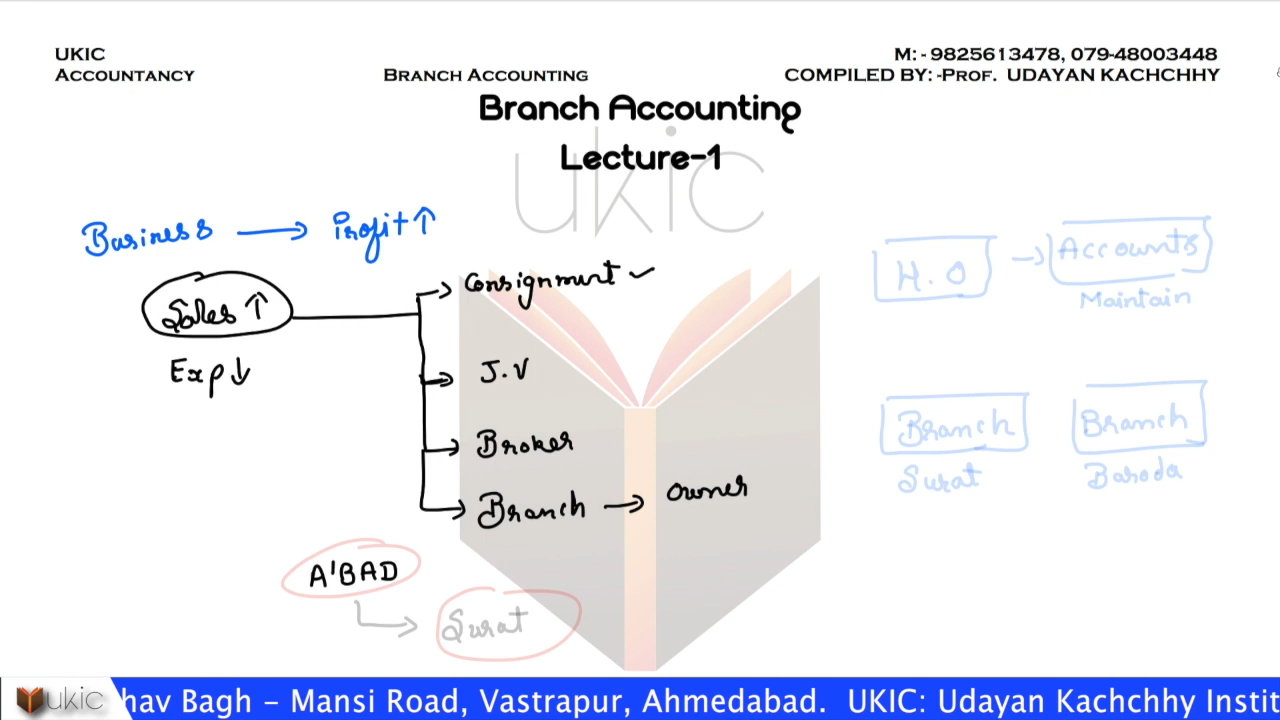 UKIC
ACCOUNTANCY
BRANCH ACCOUNTING
M: - 9825613478, 079-48003448
COMPILED BY: -PROF. UDAYAN KACHCHHY
Branch Accounting
Lecture-1
ukic
Business → Profit ↑
Sales ↑
Exp ↓
Consignment ✓
J.V
Broker
Branch → owner
A'BAD
Surat
H.O → Accounts
Maintain
Branch
Surat
Branch
Baroda
ukic
hav Bagh – Mansi Road, Vastrapur, Ahmedabad. UKIC: Udayan Kachchhy Instit